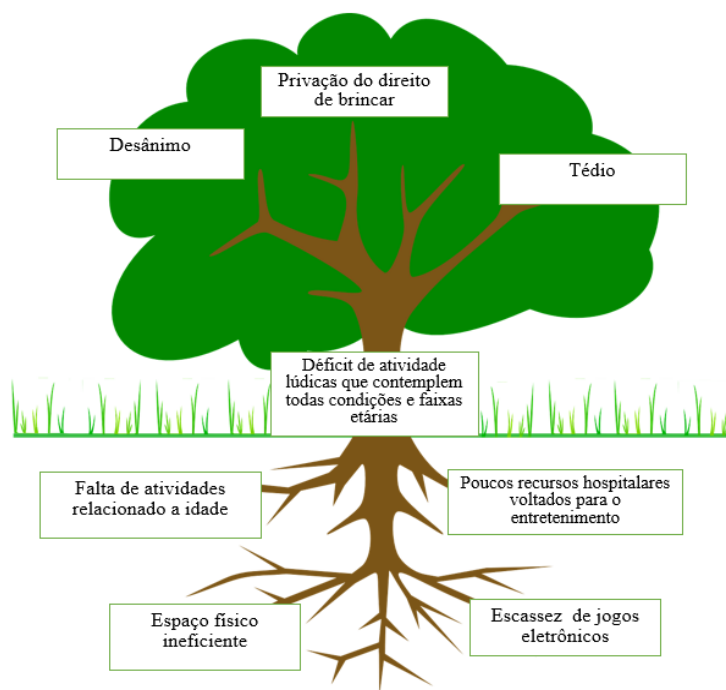 Privação do direito
de brincar
Desânimo
Tédio
Déficit de atividade
lúdicas que contemplem
todas condições e faixas
etárias
Falta de atividades
relacionado a idade
Poucos recursos hospitalares
voltados para o
entretenimento
Espaço físico
ineficiente
Escassez de jogos
eletrônicos